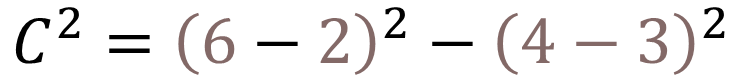 C² = (6 − 2)² − (4 − 3)²